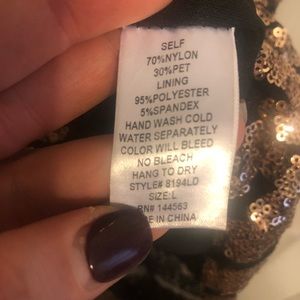 SELF
70%NYLON
30%PET
LINING
95%POLYESTER
5%SPANDEX
HAND WASH COLD
WATER SEPARATELY
COLOR WILL BLEED
NO BLEACH
HANG TO DRY
STYLE# 8194LD
SIZE:L
RN# 144563
IN CHINA